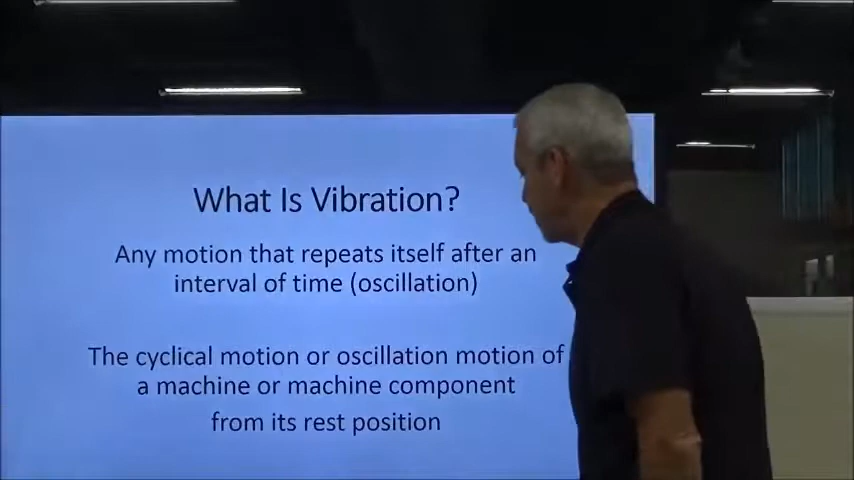 What Is Vibration?
Any motion that repeats itself after an
interval of time (oscillation)
The cyclical motion or oscillation motion of
a machine or machine component
from its rest position